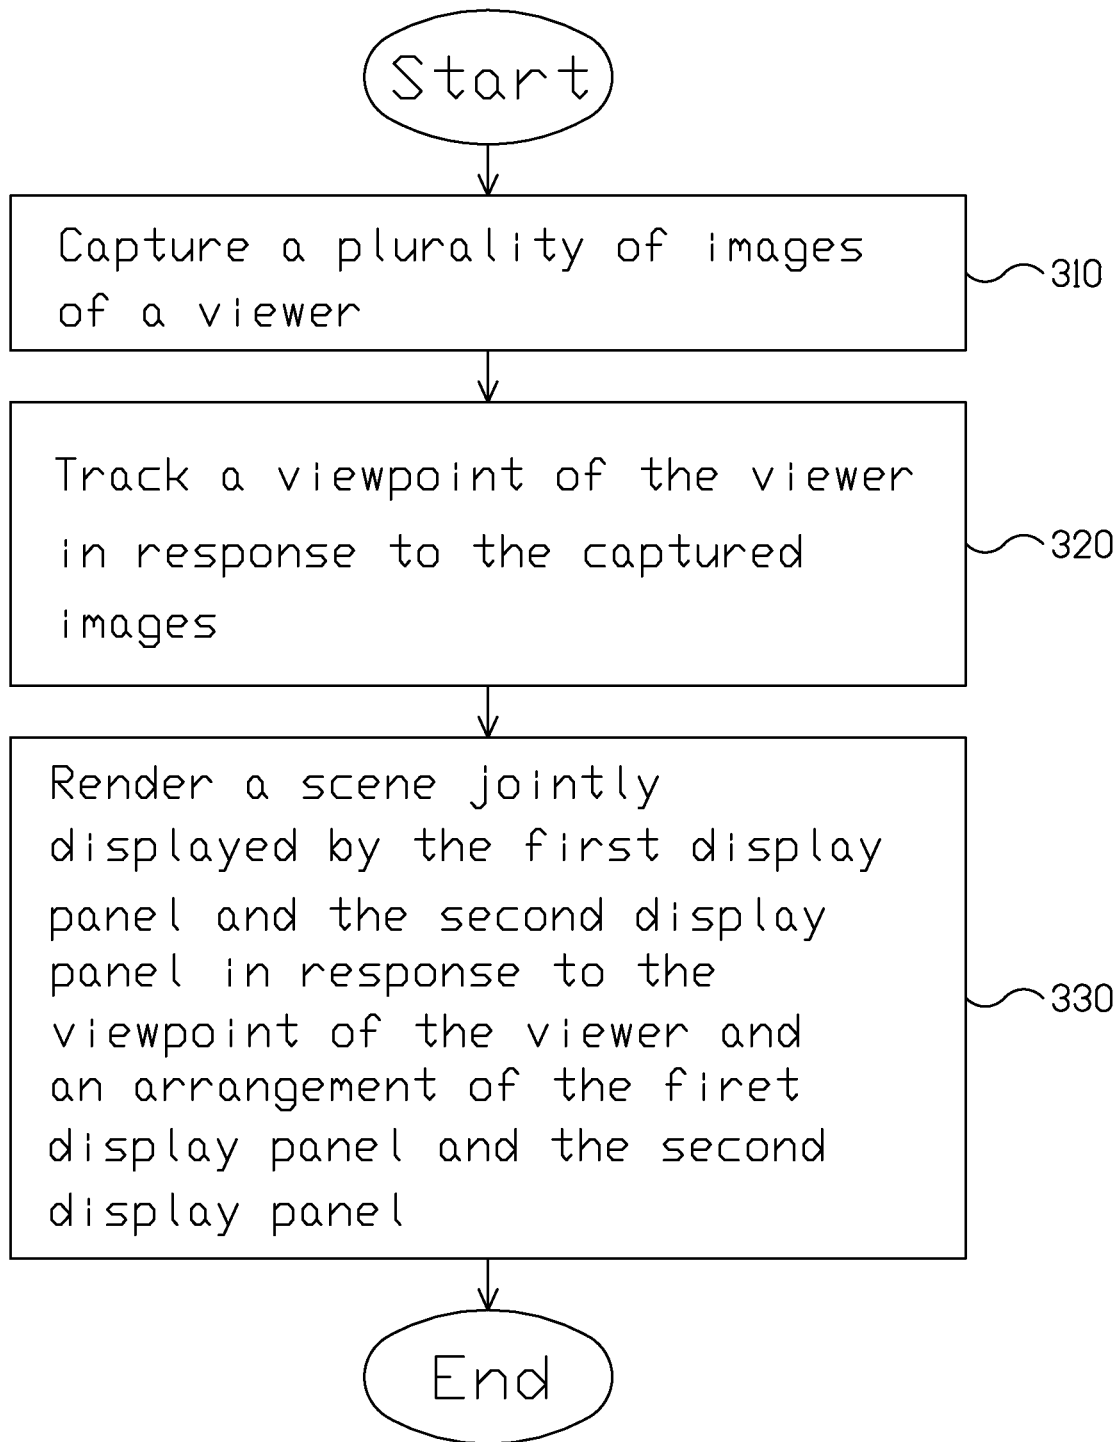 Start
Capture a plurality of images
of a viewer
310
Track a viewpoint of the viewer
in response to the captured
images
320
Render a scene jointly
displayed by the first display
panel and the second display
panel in response to the
viewpoint of the viewer and
an arrangement of the firet
display panel and the second
display panel
330
End